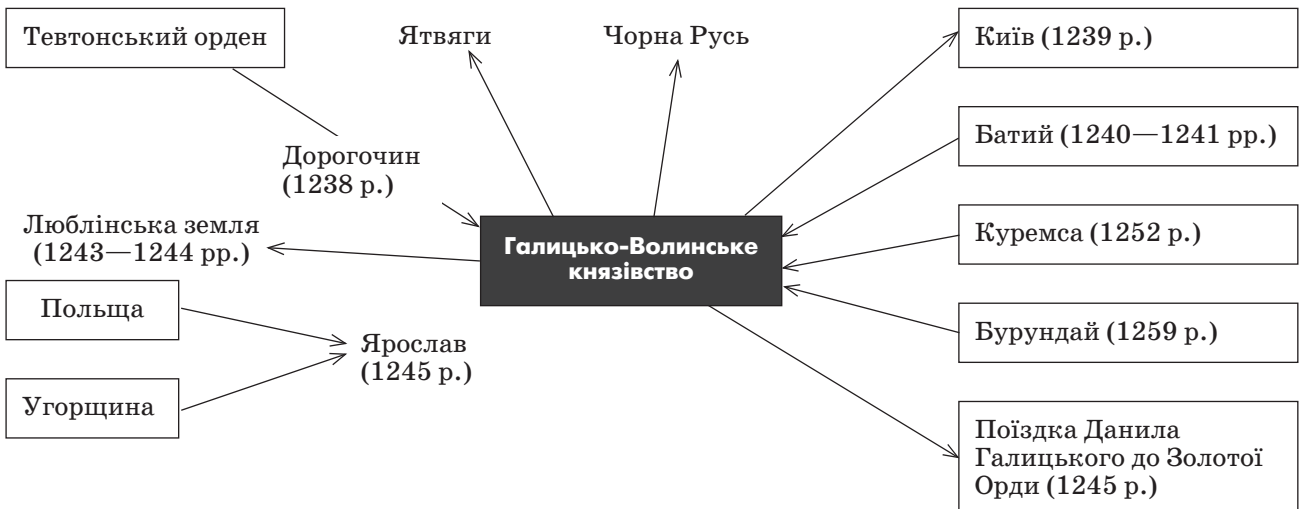 Тевтонський орден
Ятвяги
Чорна Русь
Київ (1239 р.)
Дорогочин
(1238 р.)
Батий (1240—1241 рр.)
Люблінська земля
(1243—1244 рр.)
Галицько-Волинське
князівство
Куремса (1252 р.)
Польща
Ярослав
(1245 р.)
Бурундай (1259 р.)
Угорщина
Поїздка Данила
Галицького до Золотої
Орди (1245 р.)